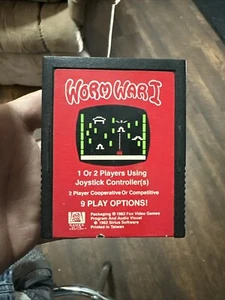 WORM WAR I
1 Or 2 Players Using
Joystick Controller(s)
2 Player Cooperative Or Competitive
9 PLAY OPTIONS!
Packaging © 1982 Fox Video Games
Program And Audio Visual
© 1982 Sirius Software
Printed in Taiwan